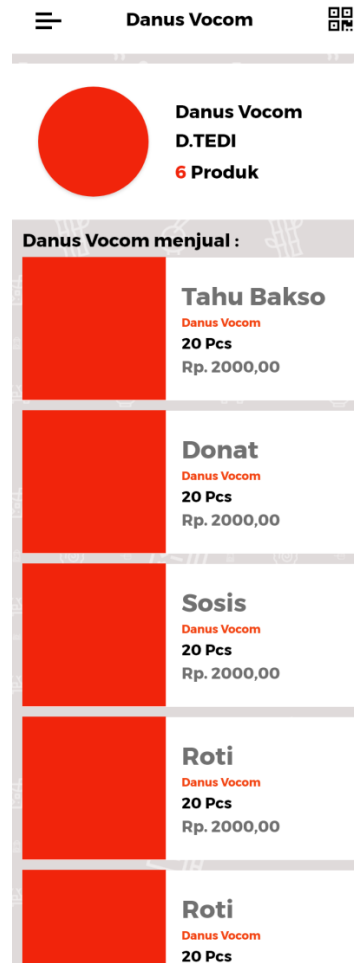 Danus Vocom
Danus Vocom
D.TEDI
6 Produk
Danus Vocom menjual :
Tahu Bakso
Danus Vocom
20 Pcs
Rp. 2000,00
Donat
Danus Vocom
20 Pcs
Rp. 2000,00
Sosis
Danus Vocom
20 Pcs
Rp. 2000,00
Roti
Danus Vocom
20 Pcs
Rp. 2000,00
Roti
Danus Vocom
20 Pcs